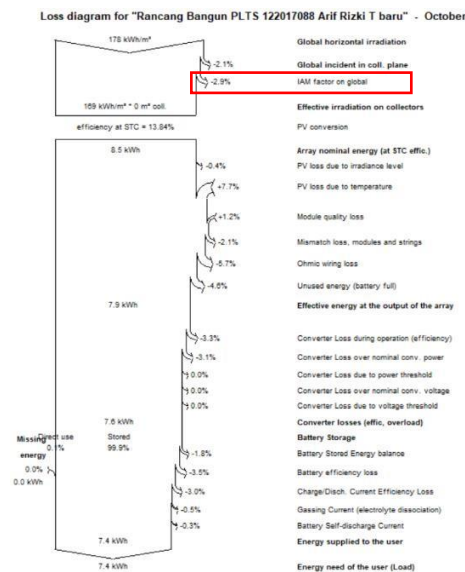 Loss diagram for "Rancang Bangun PLTS 122017088 Arif Rizki T baru" - October
178 kWh/m² Global horizontal irradiation
-2.1% Global incident in coll. plane
-2.9% IAM factor on global
169 kWh/m² * 0 m² coll. Effective irradiation on collectors
efficiency at STC = 13.84% PV conversion
8.5 kWh Array nominal energy (at STC effic.)
-0.4% PV loss due to irradiance level
+7.7% PV loss due to temperature
+1.2% Module quality loss
-2.1% Mismatch loss, modules and strings
-5.7% Ohmic wiring loss
-4.6% Unused energy (battery full)
7.9 kWh Effective energy at the output of the array
-3.3% Converter Loss during operation (efficiency)
-3.1% Converter Loss over nominal conv. power
0.0% Converter Loss due to power threshold
0.0% Converter Loss over nominal conv. voltage
0.0% Converter Loss due to voltage threshold
7.6 kWh Converter losses (effic, overload)
Missing Direct use Stored Battery Storage
energy 0.1% 99.9%
-1.8% Battery Stored Energy balance
0.0% -3.5% Battery efficiency loss
0.0 kWh
-3.0% Charge/Disch. Current Efficiency Loss
-0.5% Gassing Current (electrolyte dissociation)
-0.3% Battery Self-discharge Current
7.4 kWh Energy supplied to the user
7.4 kWh Energy need of the user (Load)